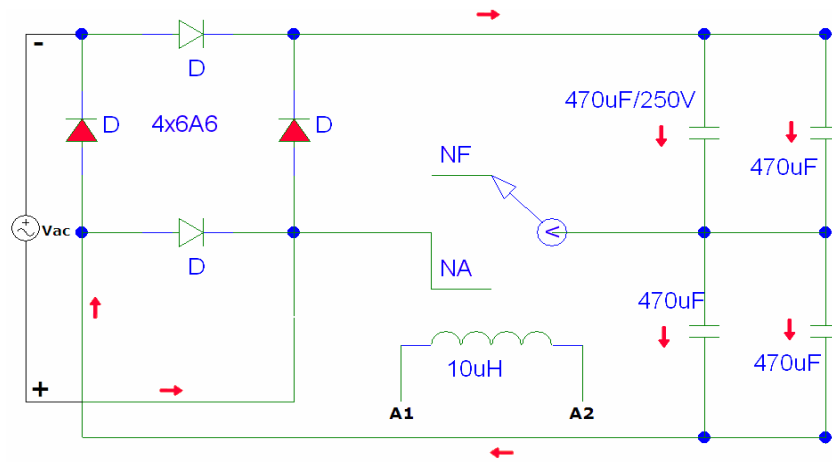 -
D
470uF/250V
D
4x6A6
D
NF
470uF
Vac
<
D
NA
470uF
470uF
10uH
+
A1
A2